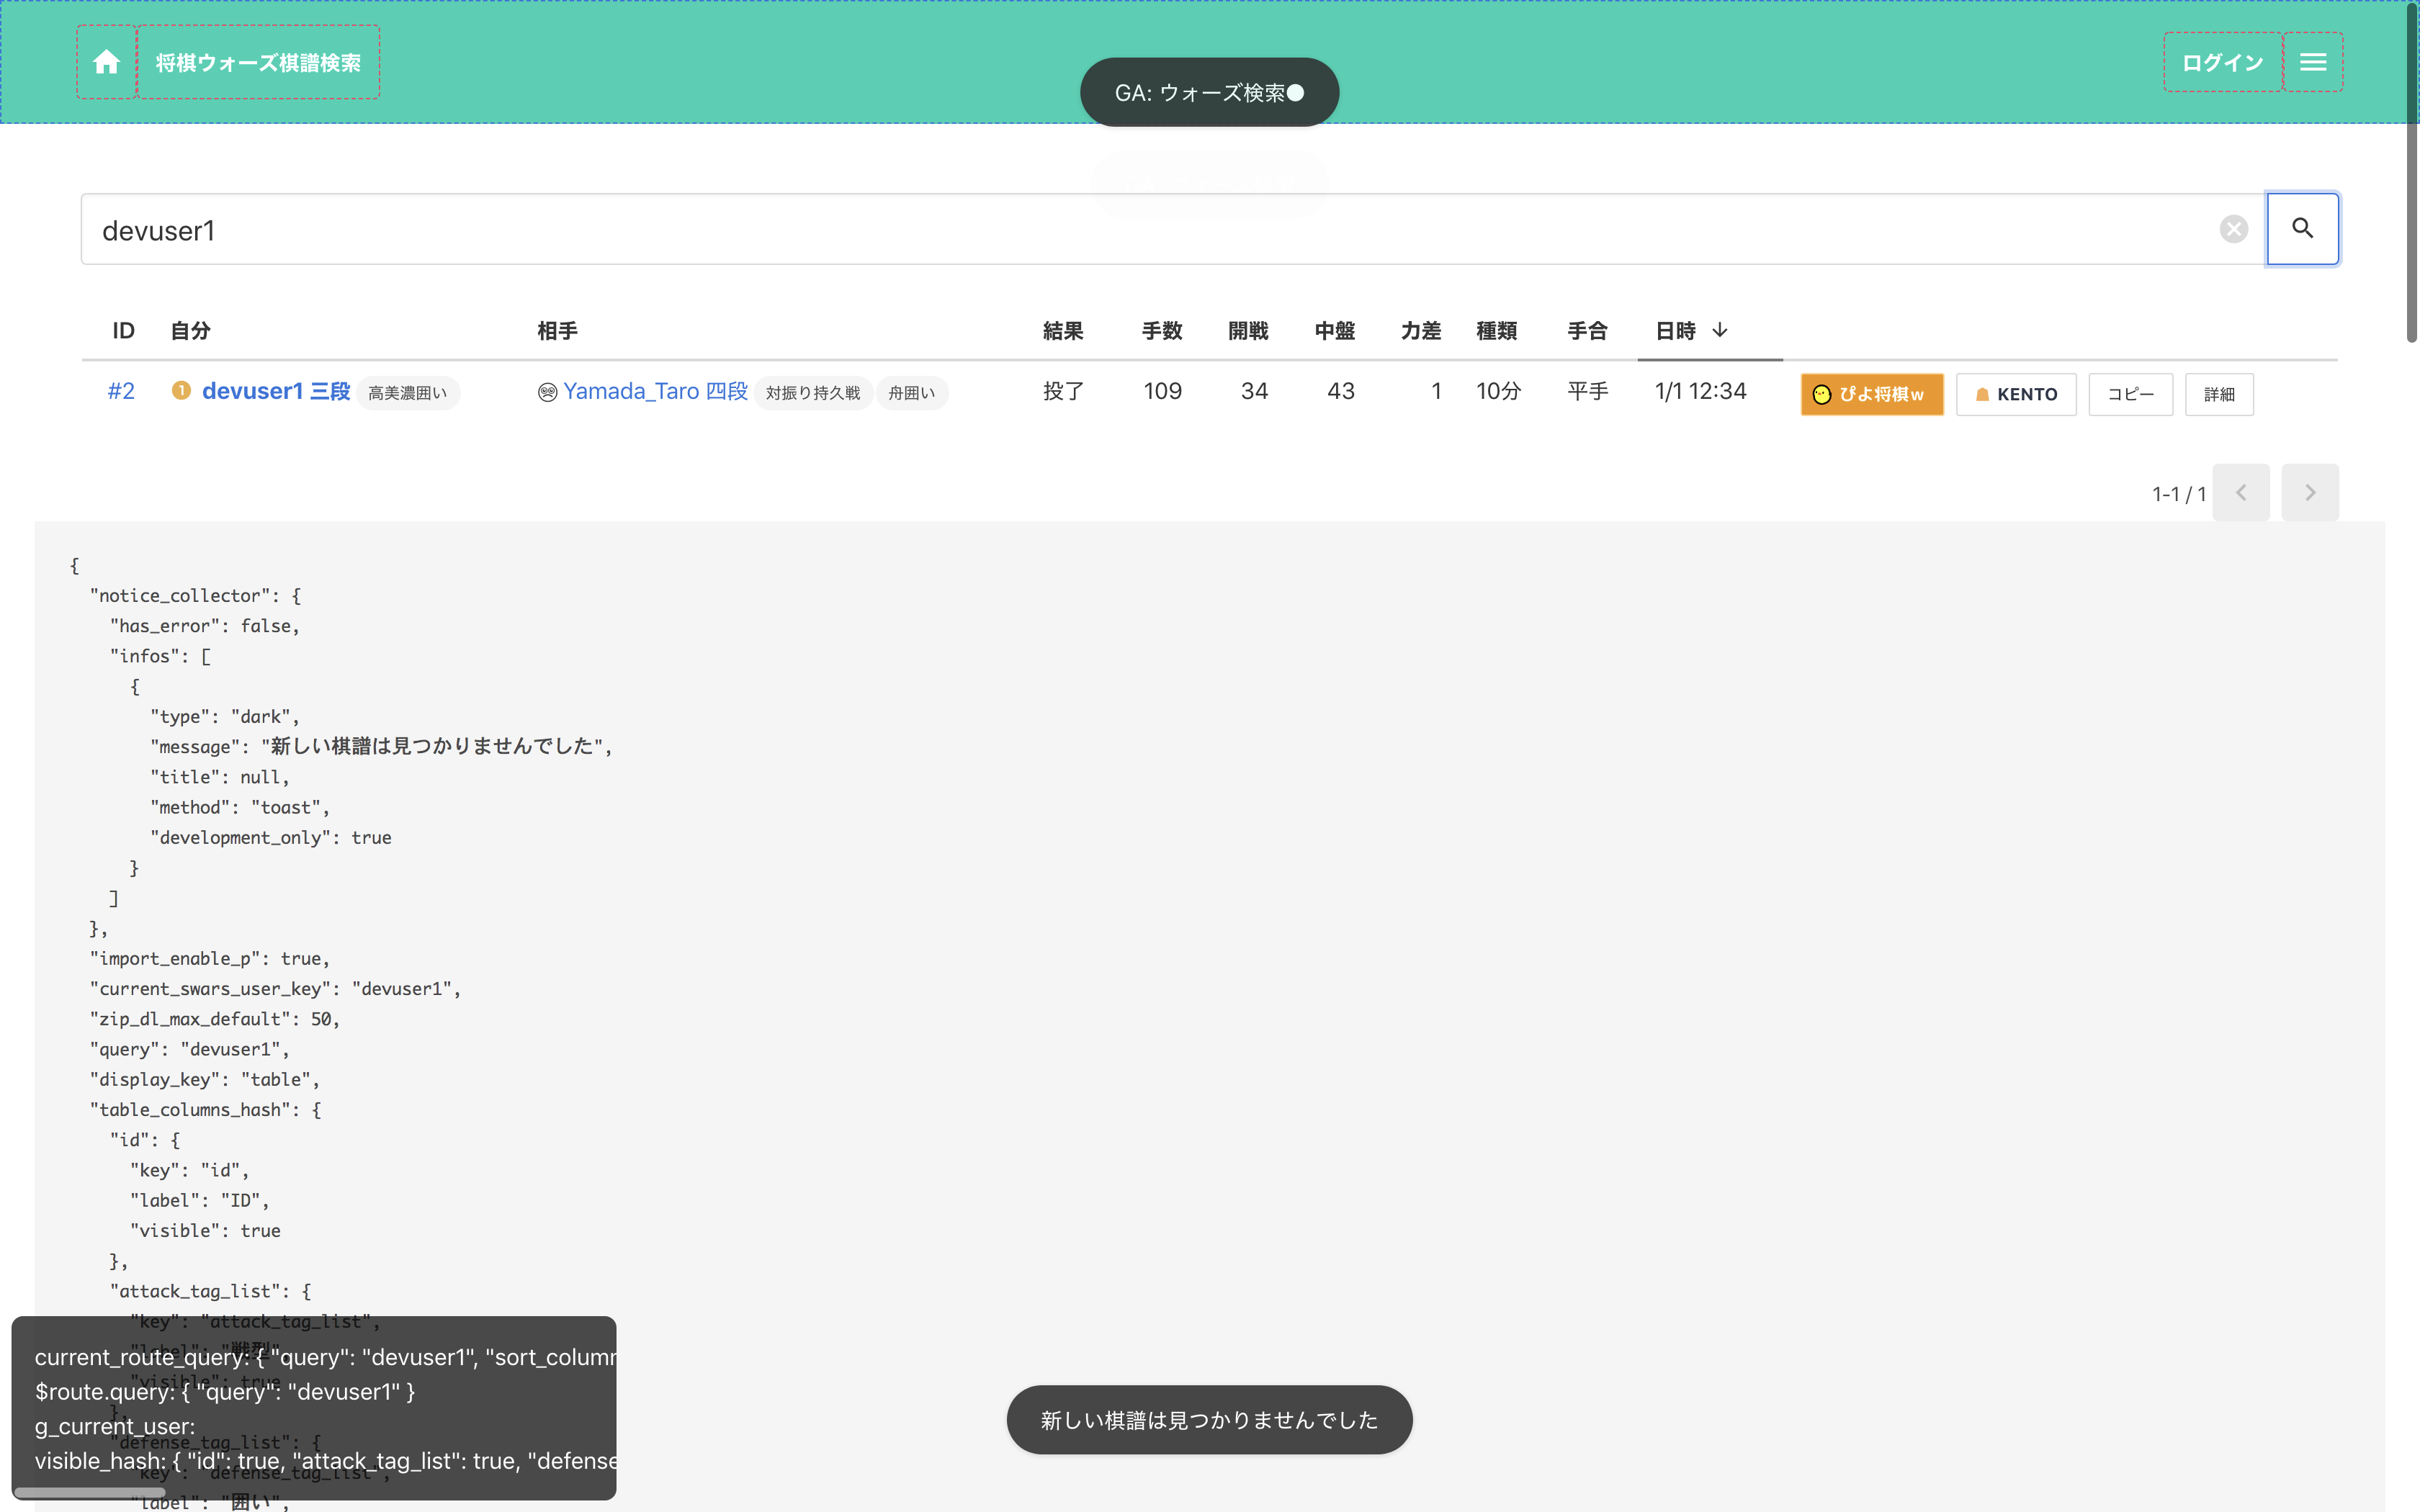 将棋ウォーズ棋譜検索
GA: ウォーズ検索●
ログイン
devuser1
ID 自分 相手 結果 手数 開戦 中盤 力差 種類 手合 日時
#2 1 devuser1 三段 高美濃囲い Yamada_Taro 四段 対振り持久戦 舟囲い 投了 109 34 43 1 10分 平手 1/1 12:34 ぴよ将棋w KENTO コピー 詳細
1-1 / 1
{
"notice_collector": {
"has_error": false,
"infos": [
{
"type": "dark",
"message": "新しい棋譜は見つかりませんでした",
"title": null,
"method": "toast",
"development_only": true
}
]
},
"import_enable_p": true,
"current_swars_user_key": "devuser1",
"zip_dl_max_default": 50,
"query": "devuser1",
"display_key": "table",
"table_columns_hash": {
"id": {
"key": "id",
"label": "ID",
"visible": true
},
"attack_tag_list": {
"key": "attack_tag_list",
"label": "戦型",
"visible": true
},
"defense_tag_list": {
"key": "defense_tag_list",
"label": "囲い",
current_route_query: { "query": "devuser1", "sort_column
$route.query: { "query": "devuser1" }
g_current_user:
visible_hash: { "id": true, "attack_tag_list": true, "defense
新しい棋譜は見つかりませんでした